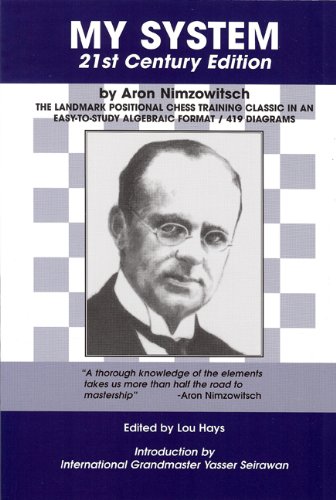 MY SYSTEM
21st Century Edition
by Aron Nimzowitsch
THE LANDMARK POSITIONAL CHESS TRAINING CLASSIC IN AN
EASY-TO-STUDY ALGEBRAIC FORMAT / 419 DIAGRAMS
"A thorough knowledge of the elements
takes us more than half the road to
mastership" -Aron Nimzowitsch
Edited by Lou Hays
Introduction by
International Grandmaster Yasser Seirawan